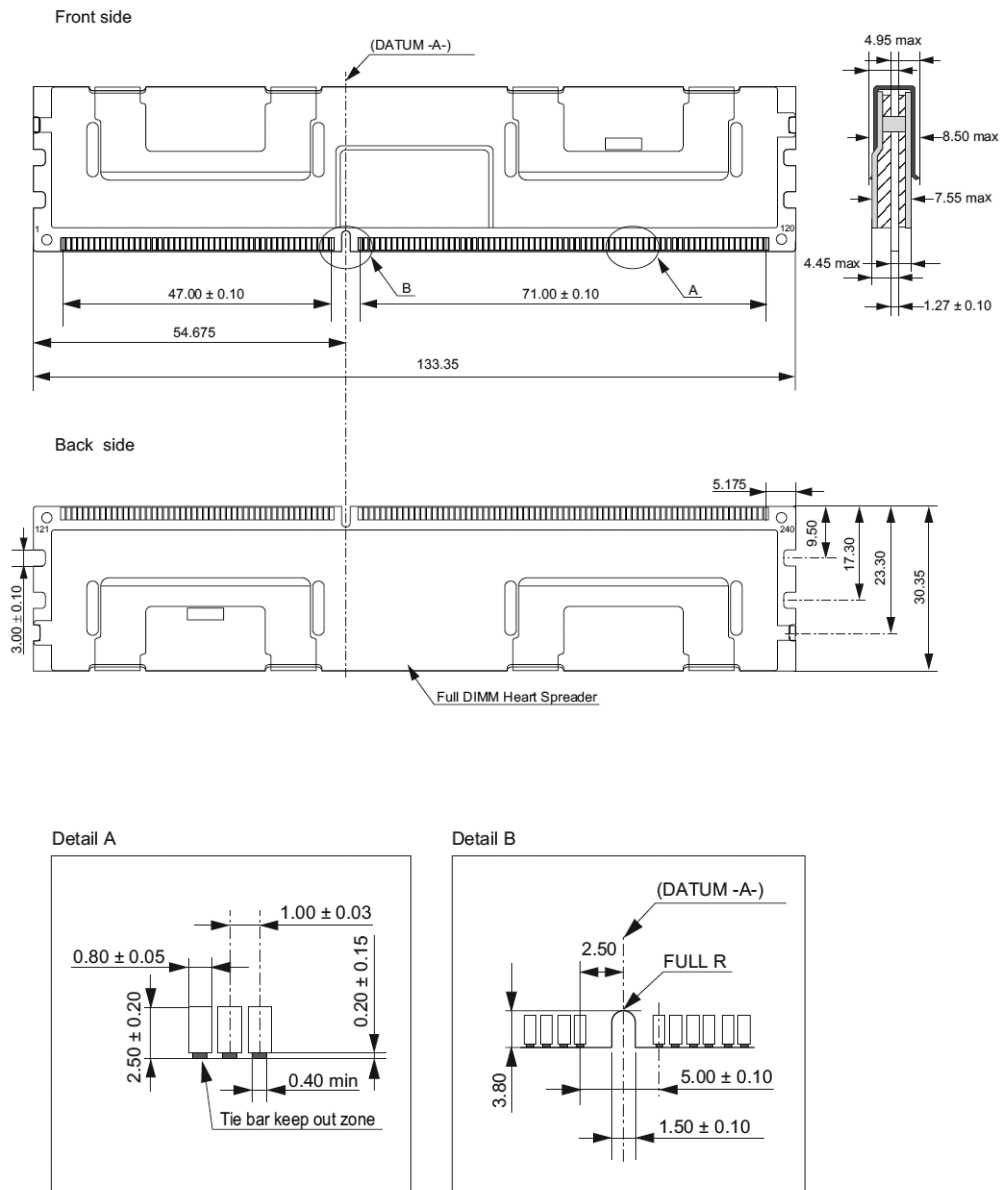 Front side
(DATUM -A-)
4.95 max
8.50 max
7.55 max
4.45 max
1.27 ± 0.10
1
120
B
A
47.00 ± 0.10
71.00 ± 0.10
54.675
133.35
Back side
5.175
121
240
9.50
17.30
23.30
30.35
3.00 ± 0.10
Full DIMM Heart Spreader
Detail A
1.00 ± 0.03
0.80 ± 0.05
0.20 ± 0.15
2.50 ± 0.20
0.40 min
Tie bar keep out zone
Detail B
(DATUM -A-)
2.50
FULL R
3.80
5.00 ± 0.10
1.50 ± 0.10